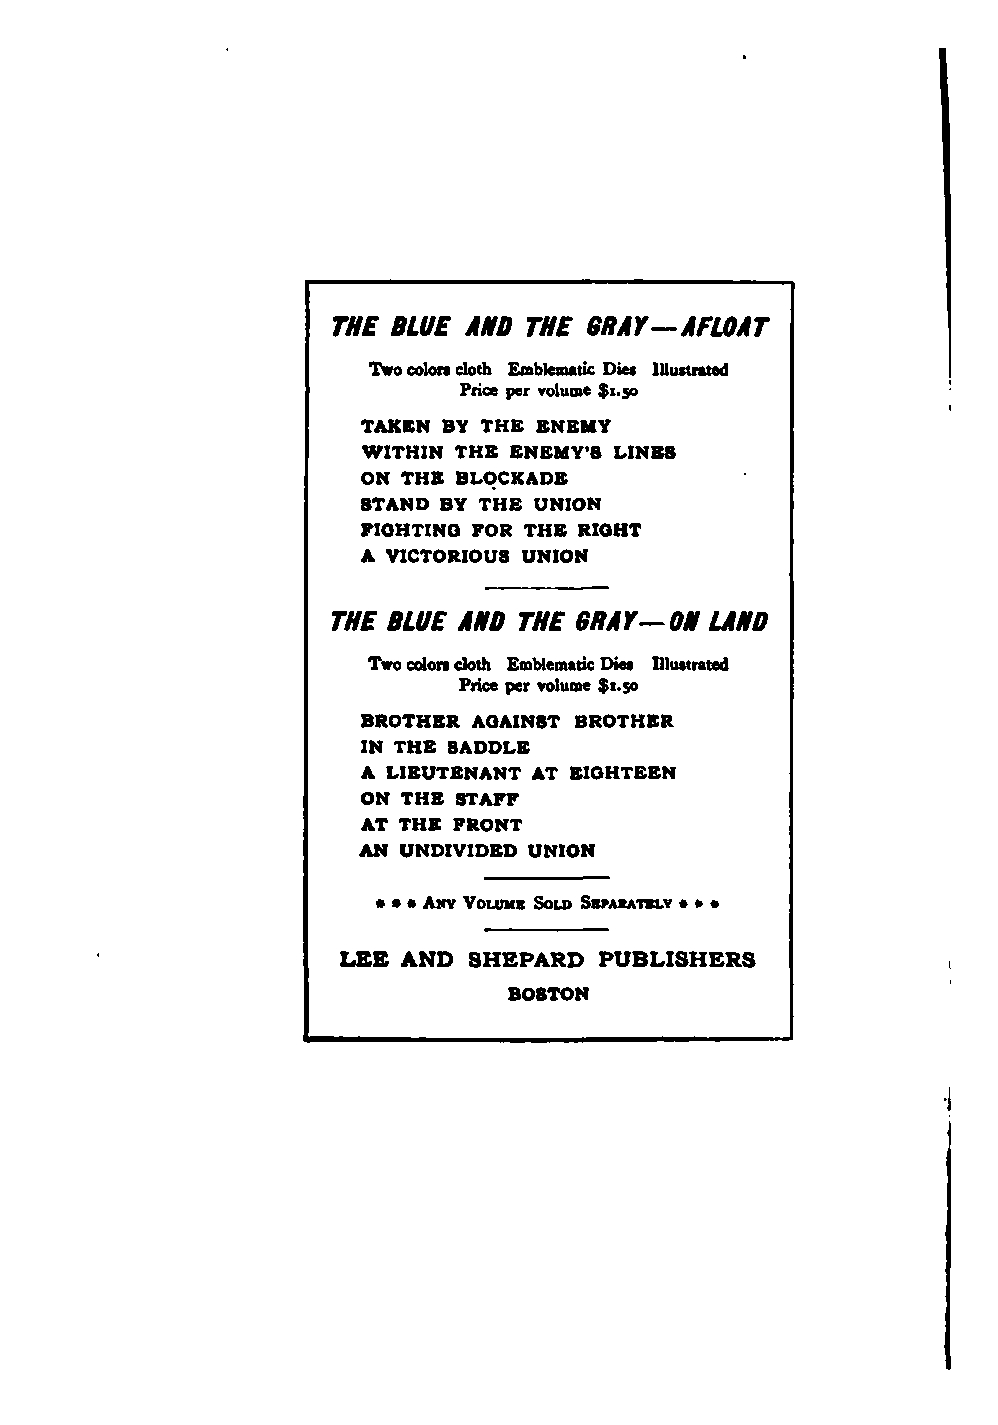 THE BLUE AND THE GRAY—AFLOAT
Two colors cloth Emblematic Dies Illustrated
Price per volume $1.50
TAKEN BY THE ENEMY
WITHIN THE ENEMY'S LINES
ON THE BLOCKADE
STAND BY THE UNION
FIGHTING FOR THE RIGHT
A VICTORIOUS UNION
THE BLUE AND THE GRAY—ON LAND
Two colors cloth Emblematic Dies Illustrated
Price per volume $1.50
BROTHER AGAINST BROTHER
IN THE SADDLE
A LIEUTENANT AT EIGHTEEN
ON THE STAFF
AT THE FRONT
AN UNDIVIDED UNION
* * * ANY VOLUME SOLD SEPARATELY * * *
LEE AND SHEPARD PUBLISHERS
BOSTON